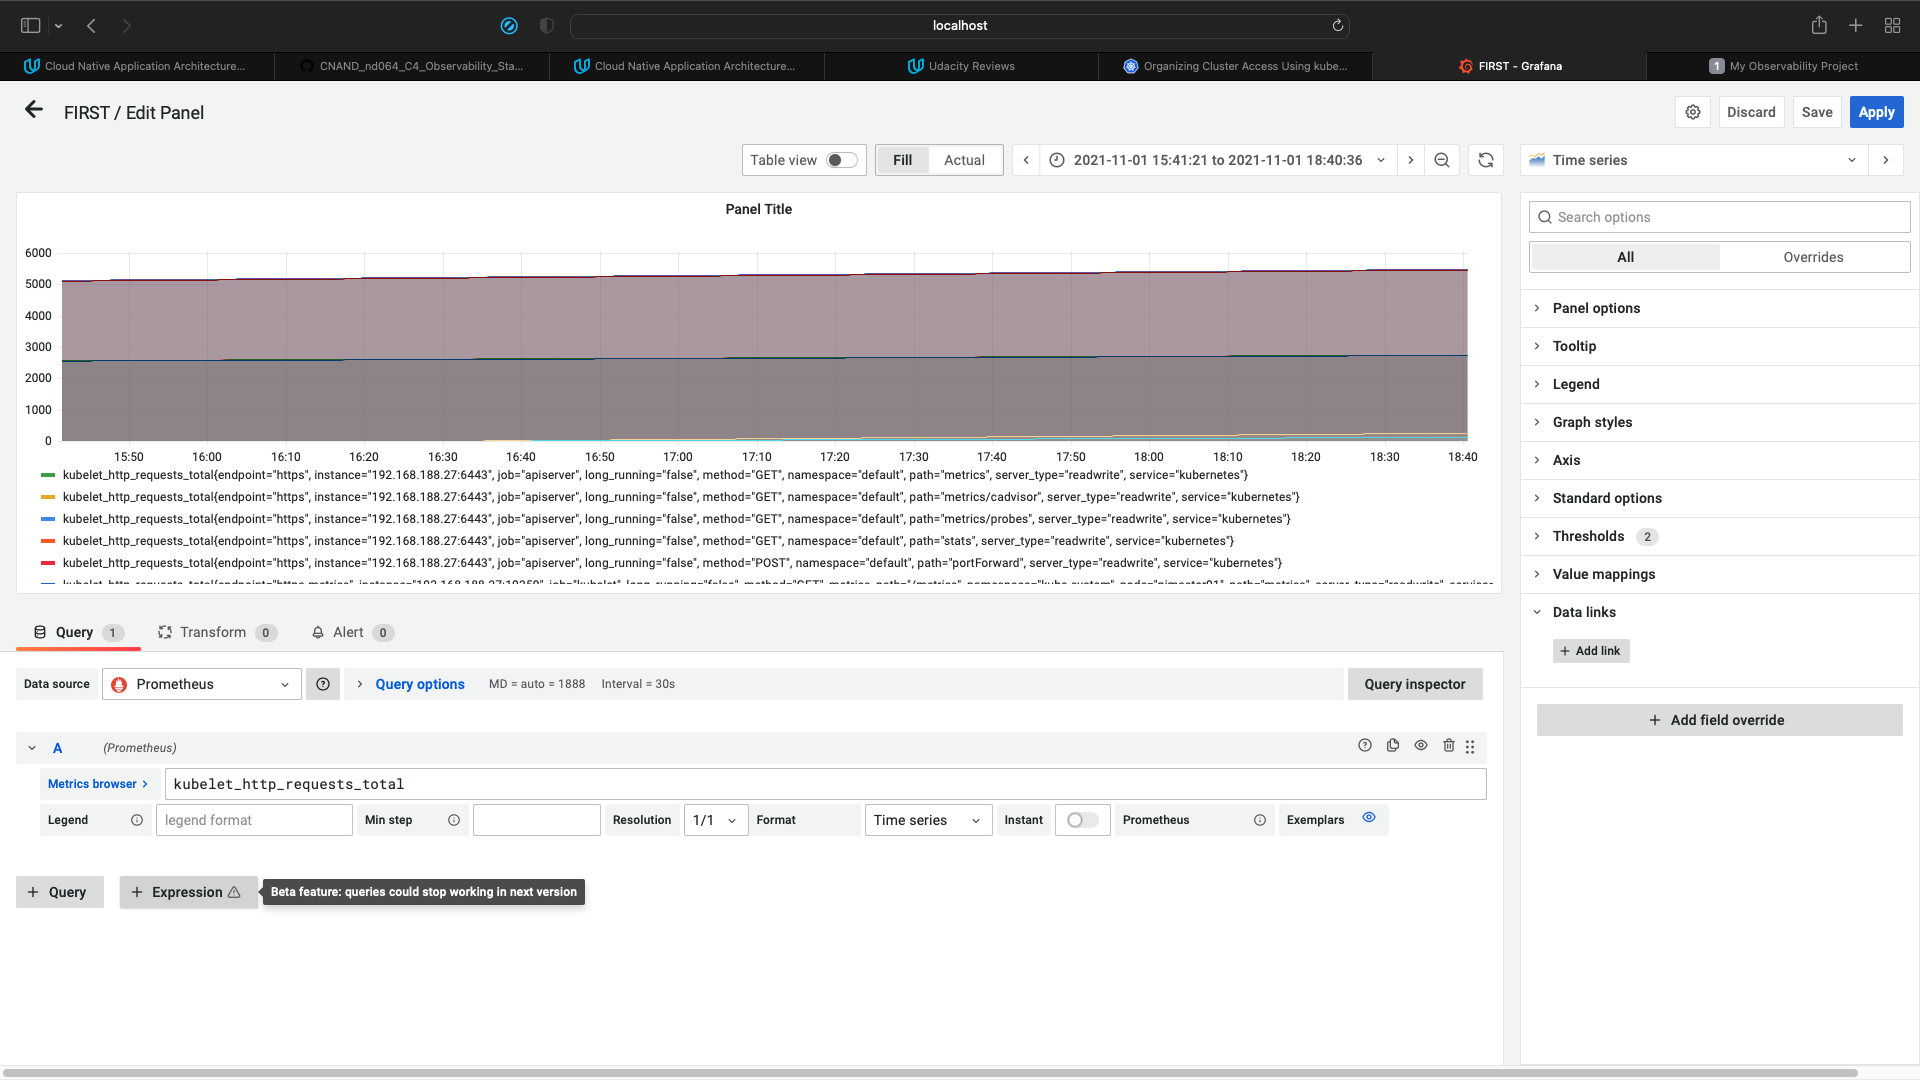 localhost
Cloud Native Application Architecture...
CNAND_nd064_C4_Observability_Sta...
Cloud Native Application Architecture...
Udacity Reviews
Organizing Cluster Access Using kube...
FIRST - Grafana
1 My Observability Project
FIRST / Edit Panel
Discard
Save
Apply
Table view
Fill
Actual
2021-11-01 15:41:21 to 2021-11-01 18:40:36
Time series
Panel Title
6000
5000
4000
3000
2000
1000
0
15:50 16:00 16:10 16:20 16:30 16:40 16:50 17:00 17:10 17:20 17:30 17:40 17:50 18:00 18:10 18:20 18:30 18:40
kubelet_http_requests_total{endpoint="https", instance="192.168.188.27:6443", job="apiserver", long_running="false", method="GET", namespace="default", path="metrics", server_type="readwrite", service="kubernetes"}
kubelet_http_requests_total{endpoint="https", instance="192.168.188.27:6443", job="apiserver", long_running="false", method="GET", namespace="default", path="metrics/cadvisor", server_type="readwrite", service="kubernetes"}
kubelet_http_requests_total{endpoint="https", instance="192.168.188.27:6443", job="apiserver", long_running="false", method="GET", namespace="default", path="metrics/probes", server_type="readwrite", service="kubernetes"}
kubelet_http_requests_total{endpoint="https", instance="192.168.188.27:6443", job="apiserver", long_running="false", method="GET", namespace="default", path="stats", server_type="readwrite", service="kubernetes"}
kubelet_http_requests_total{endpoint="https", instance="192.168.188.27:6443", job="apiserver", long_running="false", method="POST", namespace="default", path="portForward", server_type="readwrite", service="kubernetes"}
Search options
All
Overrides
Panel options
Tooltip
Legend
Graph styles
Axis
Standard options
Thresholds 2
Value mappings
Data links
+ Add link
+ Add field override
Query 1
Transform 0
Alert 0
Data source
Prometheus
Query options
MD = auto = 1888
Interval = 30s
Query inspector
A
(Prometheus)
Metrics browser >
kubelet_http_requests_total
Legend
legend format
Min step
Resolution
1/1
Format
Time series
Instant
Prometheus
Exemplars
+ Query
+ Expression
Beta feature: queries could stop working in next version